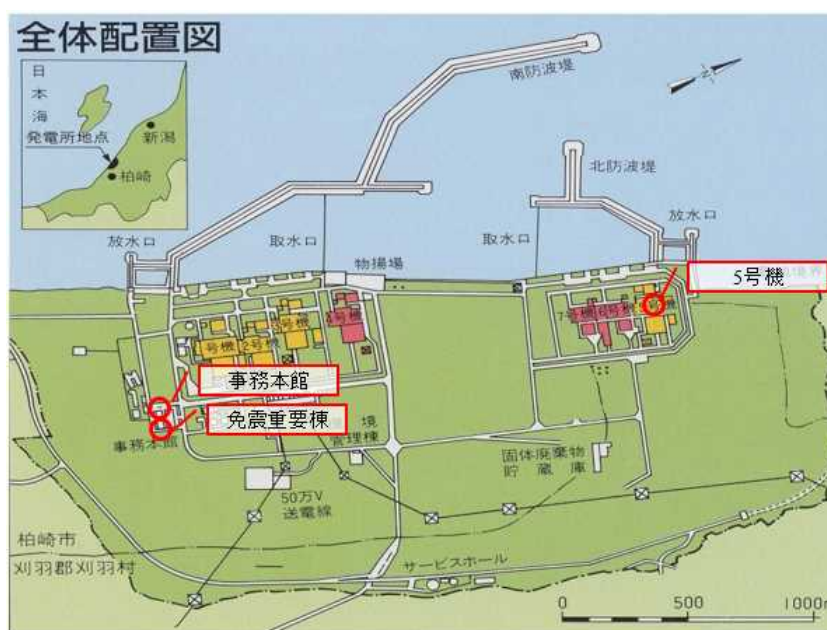 全体配置図
日
本
海
新潟
発電所地点
柏崎
南防波堤
N
北防波堤
放水口
取水口
物揚場
取水口
放水口
5号機
1号機
2号機
3号機
4号機
7号機
6号機
事務本館
免震重要棟
事務本館
境
管理棟
固体廃棄物
貯蔵庫
50万V
送電線
柏崎市
刈羽郡刈羽村
サービスホール
0 500 1000m